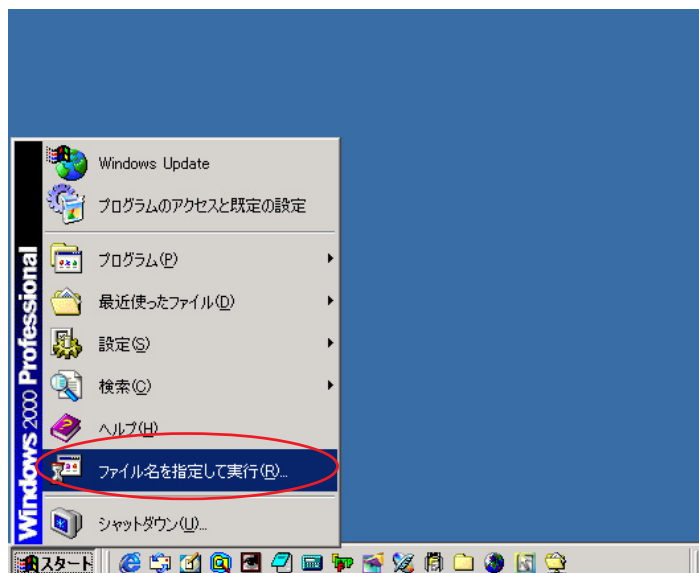 Windows Update
プログラムのアクセスと既定の設定
プログラム(P)
最近使ったファイル(D)
設定(S)
検索(C)
ヘルプ(H)
ファイル名を指定して実行(R)...
シャットダウン(U)...
Windows 2000 Professional
スタート